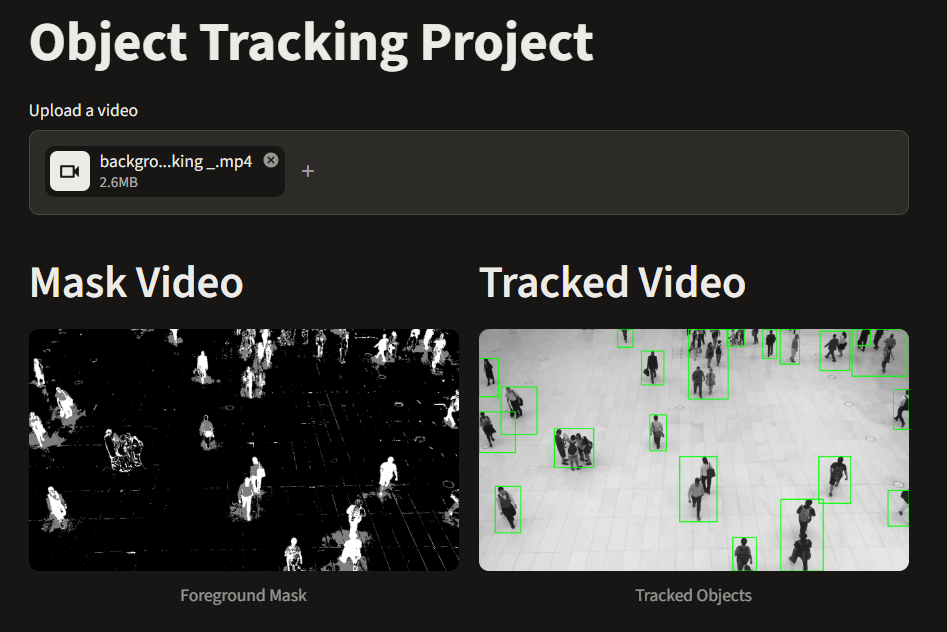 Object Tracking Project
Upload a video
backgro...king _.mp4
2.6MB
Mask Video
Tracked Video
Foreground Mask
Tracked Objects